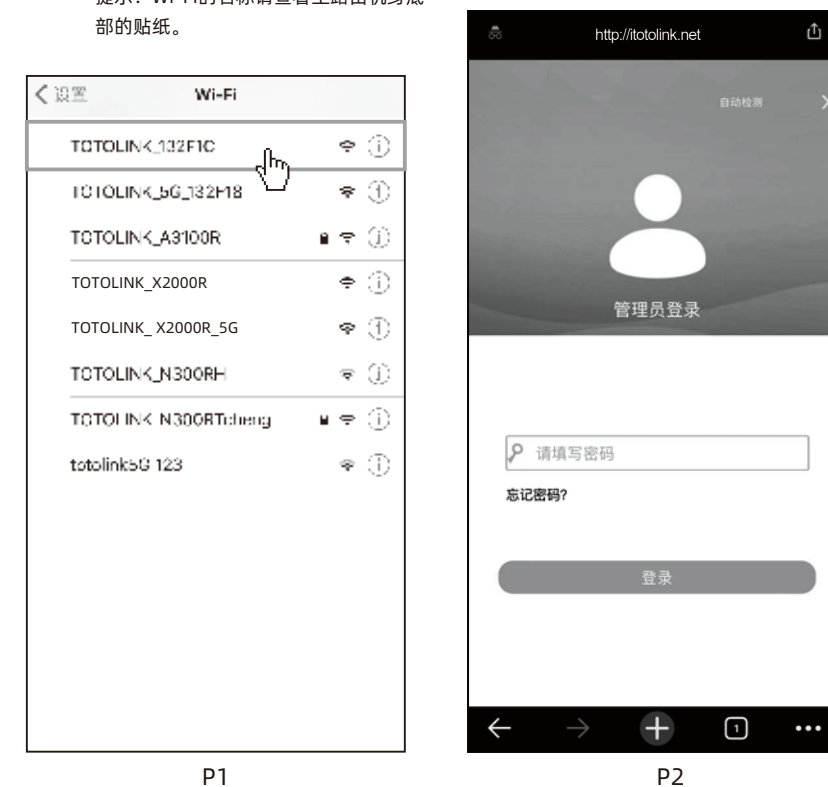 部的贴纸。
设置
Wi-Fi
TOTOLINK_132F1C
TOTOLINK_5G_132F18
TOTOLINK_A3100R
TOTOLINK_X2000R
TOTOLINK_ X2000R_5G
TOTOLINK_N300RH
TOTOLINK N300RTcheng
totolink5G 123
P1
http://itotolink.net
自动检测
管理员登录
请填写密码
忘记密码?
登录
1
P2